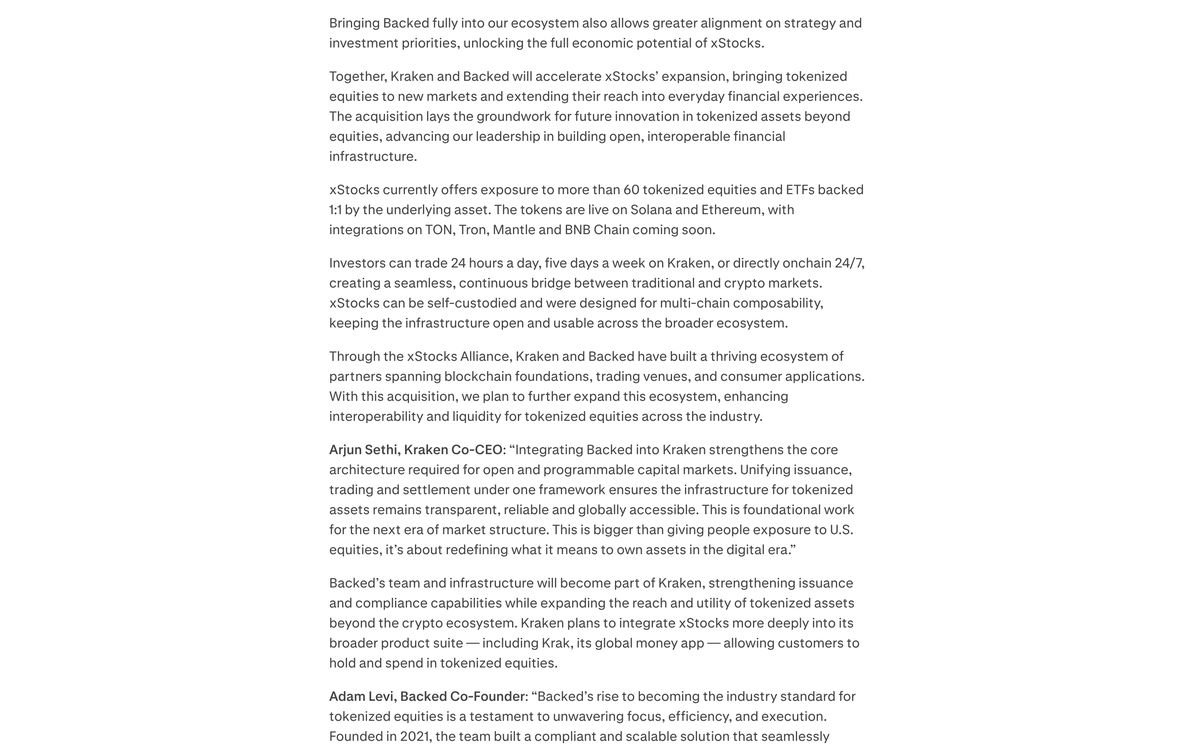 Bringing Backed fully into our ecosystem also allows greater alignment on strategy and
investment priorities, unlocking the full economic potential of xStocks.
Together, Kraken and Backed will accelerate xStocks’ expansion, bringing tokenized
equities to new markets and extending their reach into everyday financial experiences.
The acquisition lays the groundwork for future innovation in tokenized assets beyond
equities, advancing our leadership in building open, interoperable financial
infrastructure.
xStocks currently offers exposure to more than 60 tokenized equities and ETFs backed
1:1 by the underlying asset. The tokens are live on Solana and Ethereum, with
integrations on TON, Tron, Mantle and BNB Chain coming soon.
Investors can trade 24 hours a day, five days a week on Kraken, or directly onchain 24/7,
creating a seamless, continuous bridge between traditional and crypto markets.
xStocks can be self-custodied and were designed for multi-chain composability,
keeping the infrastructure open and usable across the broader ecosystem.
Through the xStocks Alliance, Kraken and Backed have built a thriving ecosystem of
partners spanning blockchain foundations, trading venues, and consumer applications.
With this acquisition, we plan to further expand this ecosystem, enhancing
interoperability and liquidity for tokenized equities across the industry.
Arjun Sethi, Kraken Co-CEO: “Integrating Backed into Kraken strengthens the core
architecture required for open and programmable capital markets. Unifying issuance,
trading and settlement under one framework ensures the infrastructure for tokenized
assets remains transparent, reliable and globally accessible. This is foundational work
for the next era of market structure. This is bigger than giving people exposure to U.S.
equities, it’s about redefining what it means to own assets in the digital era.”
Backed’s team and infrastructure will become part of Kraken, strengthening issuance
and compliance capabilities while expanding the reach and utility of tokenized assets
beyond the crypto ecosystem. Kraken plans to integrate xStocks more deeply into its
broader product suite — including Krak, its global money app — allowing customers to
hold and spend in tokenized equities.
Adam Levi, Backed Co-Founder: “Backed’s rise to becoming the industry standard for
tokenized equities is a testament to unwavering focus, efficiency, and execution.
Founded in 2021, the team built a compliant and scalable solution that seamlessly